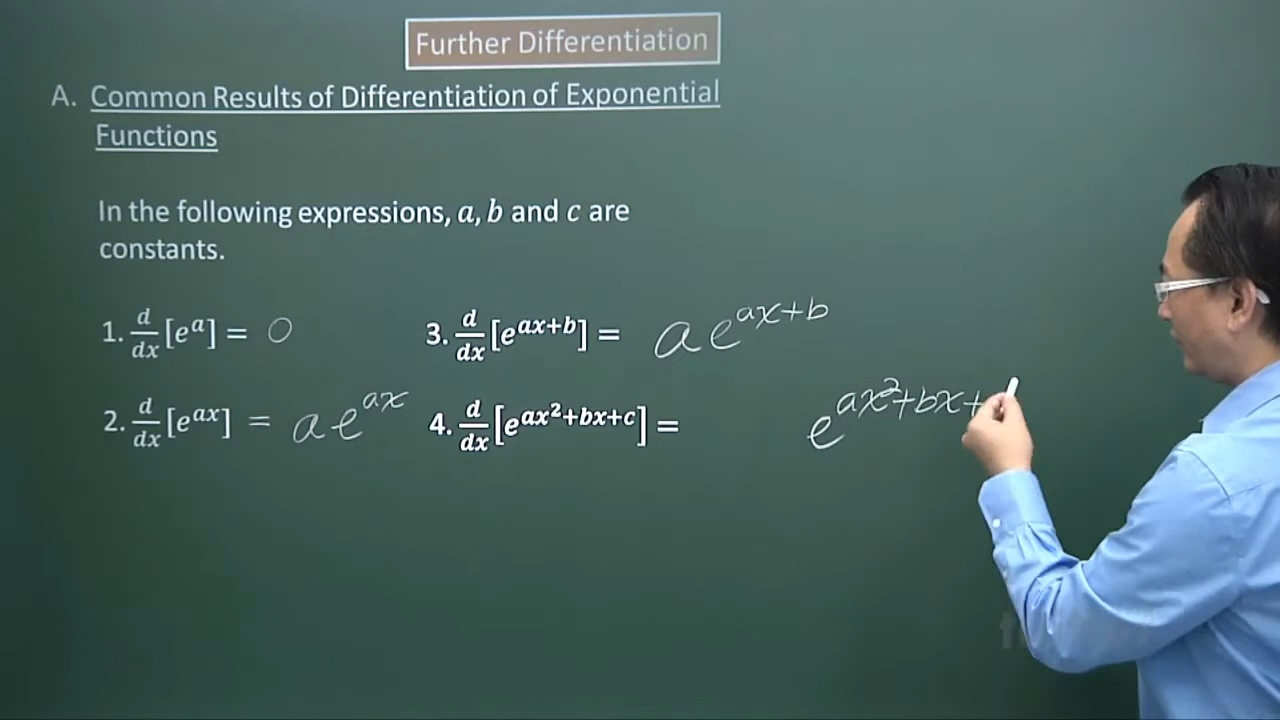 Further Differentiation
A. Common Results of Differentiation of Exponential
Functions
In the following expressions, a, b and c are
constants.
1. d/dx [e^a] = 0
3. d/dx [e^(ax+b)] = ae^(ax+b)
2. d/dx [e^(ax)] = ae^(ax)
4. d/dx [e^(ax²+bx+c)] = e^(ax²+bx+